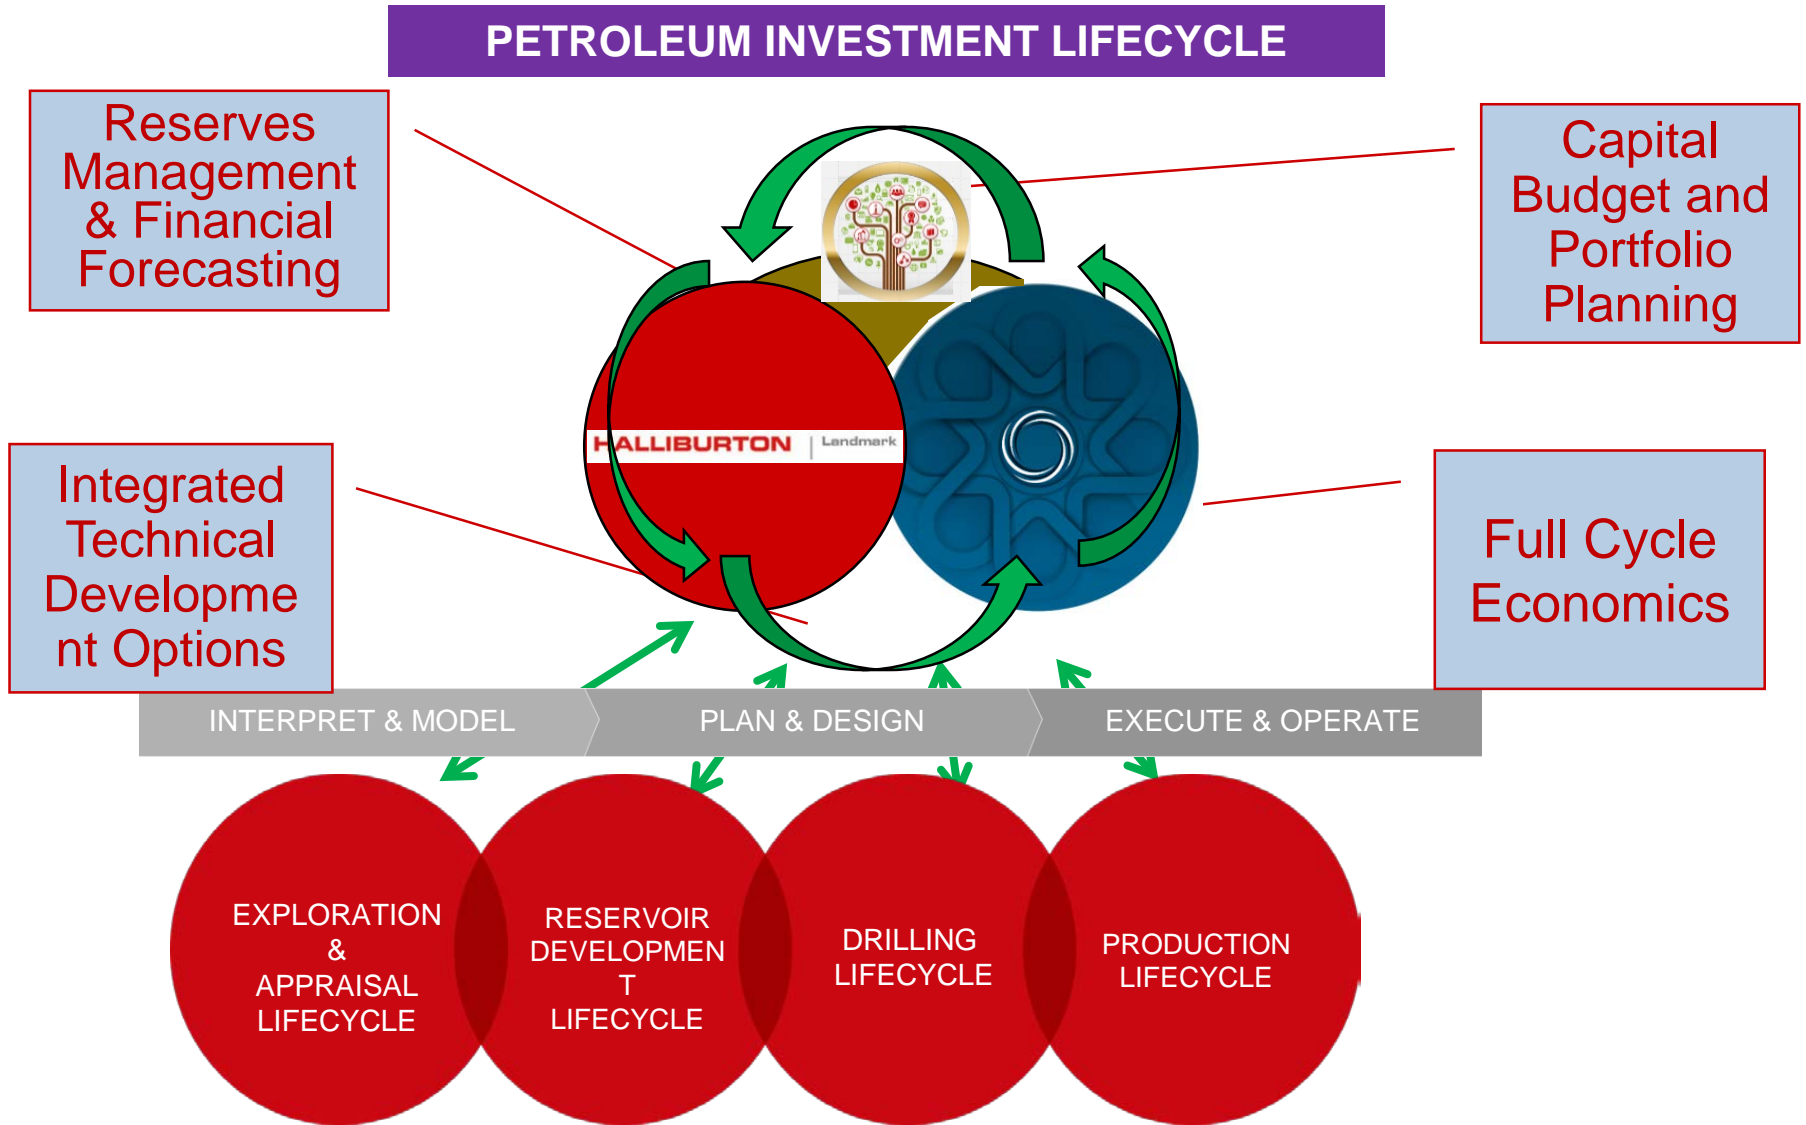 PETROLEUM INVESTMENT LIFECYCLE
Reserves
Management
& Financial
Forecasting
Capital
Budget and
Portfolio
Planning
HALLIBURTON | Landmark
Integrated
Technical
Developme
nt Options
Full Cycle
Economics
INTERPRET & MODEL
PLAN & DESIGN
EXECUTE & OPERATE
EXPLORATION
&
APPRAISAL
LIFECYCLE
RESERVOIR
DEVELOPMEN
T
LIFECYCLE
DRILLING
LIFECYCLE
PRODUCTION
LIFECYCLE